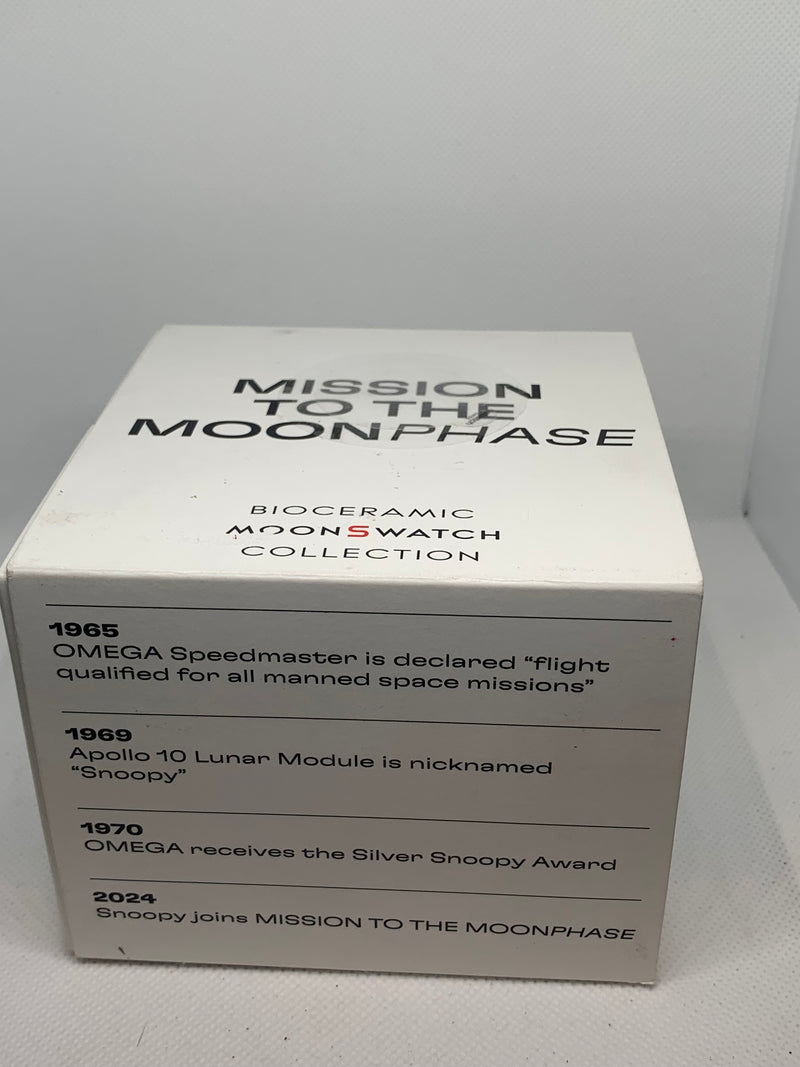 MISSION
TO THE
MOONPHASE
BIOCERAMIC
MOONSWATCH
COLLECTION
1965
OMEGA Speedmaster is declared “flight
qualified for all manned space missions”
1969
Apollo 10 Lunar Module is nicknamed
“Snoopy”
1970
OMEGA receives the Silver Snoopy Award
2024
Snoopy joins MISSION TO THE MOONPHASE